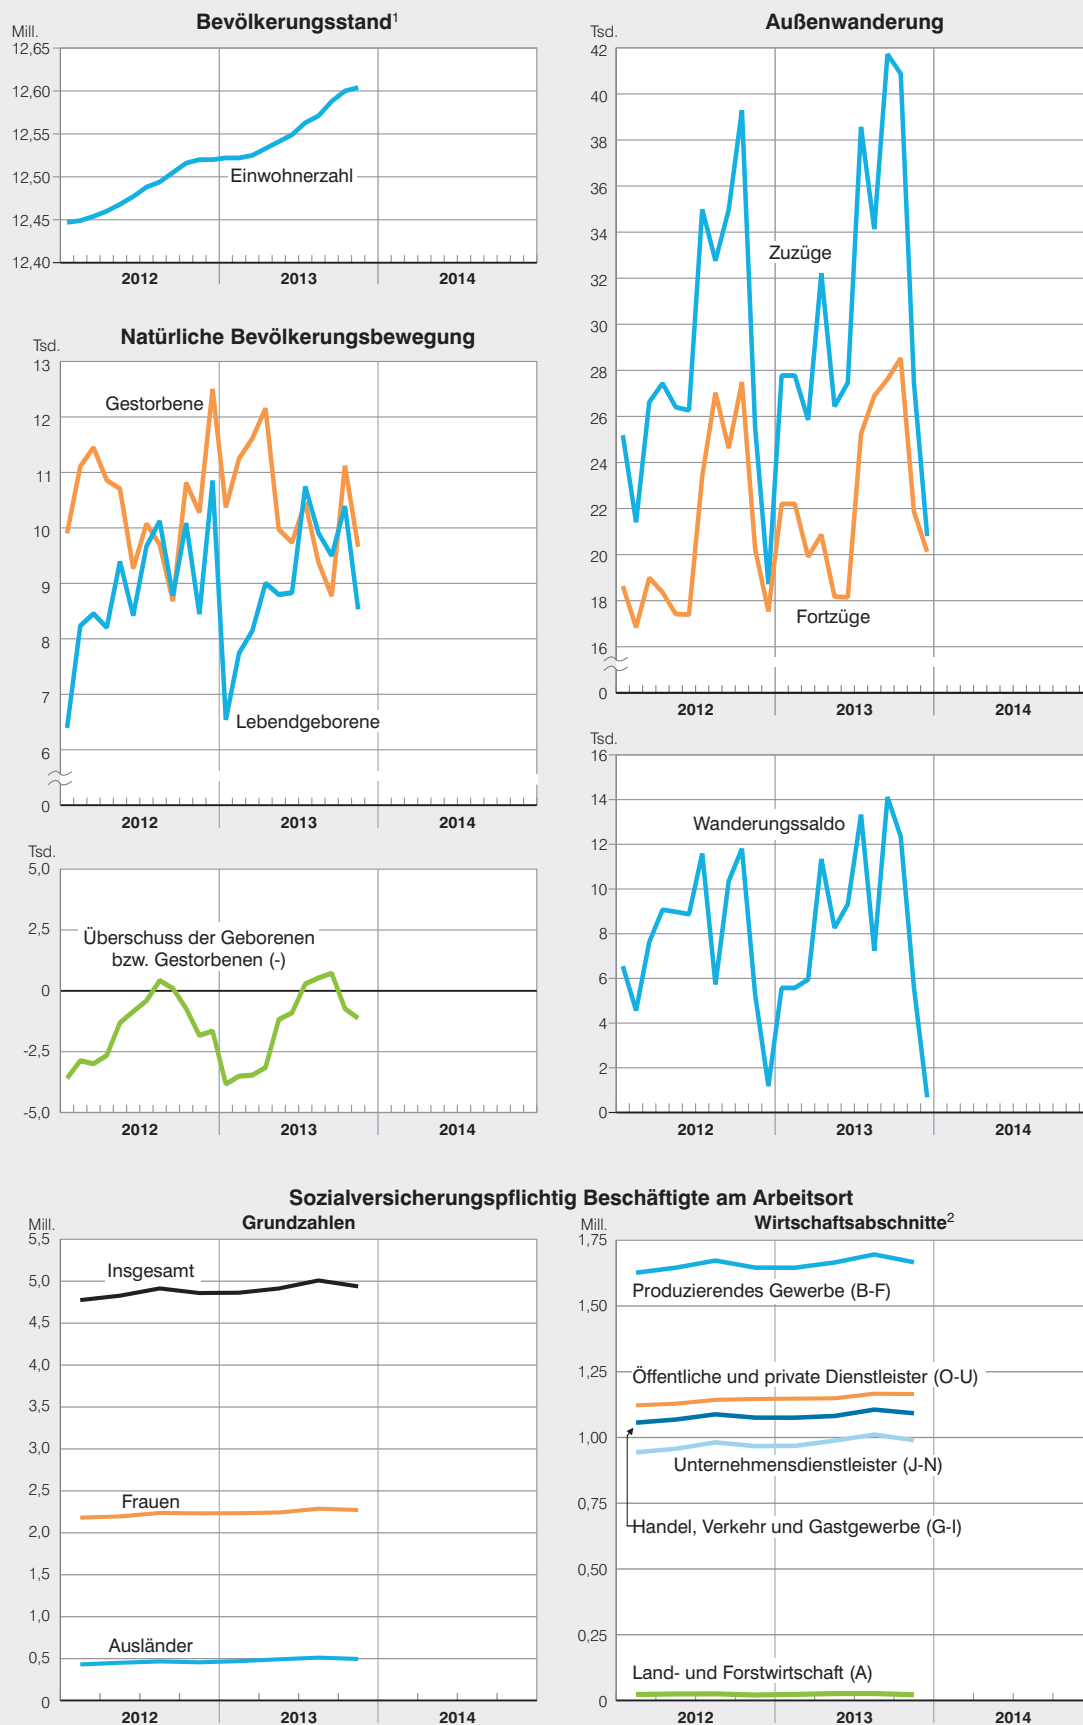 Bevölkerungsstand¹
Mill.
12,65
12,60
12,55
12,50
12,45
12,40
Einwohnerzahl
2012 2013 2014
Natürliche Bevölkerungsbewegung
Tsd.
13
12
11
10
9
8
7
6
0
Gestorbene
Lebendgeborene
2012 2013 2014
Tsd.
5,0
2,5
0
-2,5
-5,0
Überschuss der Geborenen
bzw. Gestorbenen (-)
2012 2013 2014
Außenwanderung
Tsd.
42
40
38
36
34
32
30
28
26
24
22
20
18
16
0
Zuzüge
Fortzüge
2012 2013 2014
Tsd.
16
14
12
10
8
6
4
2
0
Wanderungssaldo
2012 2013 2014
Sozialversicherungspflichtig Beschäftigte am Arbeitsort
Grundzahlen
Mill.
5,5
5,0
4,5
4,0
3,5
3,0
2,5
2,0
1,5
1,0
0,5
0
Insgesamt
Frauen
Ausländer
2012 2013 2014
Wirtschaftsabschnitte²
Mill.
1,75
1,50
1,25
1,00
0,75
0,50
0,25
0
Produzierendes Gewerbe (B-F)
Öffentliche und private Dienstleister (O-U)
Unternehmensdienstleister (J-N)
Handel, Verkehr und Gastgewerbe (G-I)
Land- und Forstwirtschaft (A)
2012 2013 2014